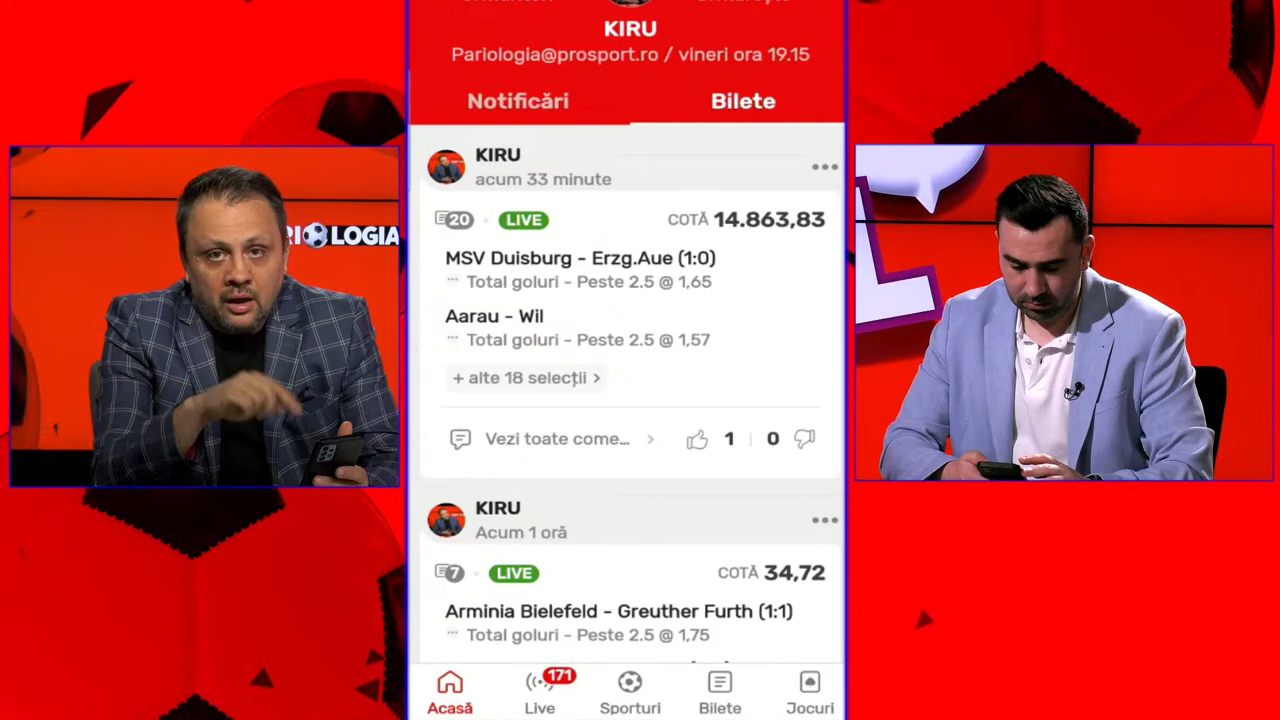 KIRU
Pariologia@prosport.ro / vineri ora 19.15
Notificări
Bilete
KIRU
acum 33 minute
20
LIVE
COTĂ 14.863,83
MSV Duisburg - Erzg.Aue (1:0)
Total goluri - Peste 2.5 @ 1,65
Aarau - Wil
Total goluri - Peste 2.5 @ 1,57
+ alte 18 selecții >
Vezi toate come...
1
0
KIRU
Acum 1 oră
7
LIVE
COTĂ 34,72
Arminia Bielefeld - Greuther Furth (1:1)
Total goluri - Peste 2.5 @ 1,75
Acasă
171
Live
Sporturi
Bilete
Jocuri
LOGIA
L